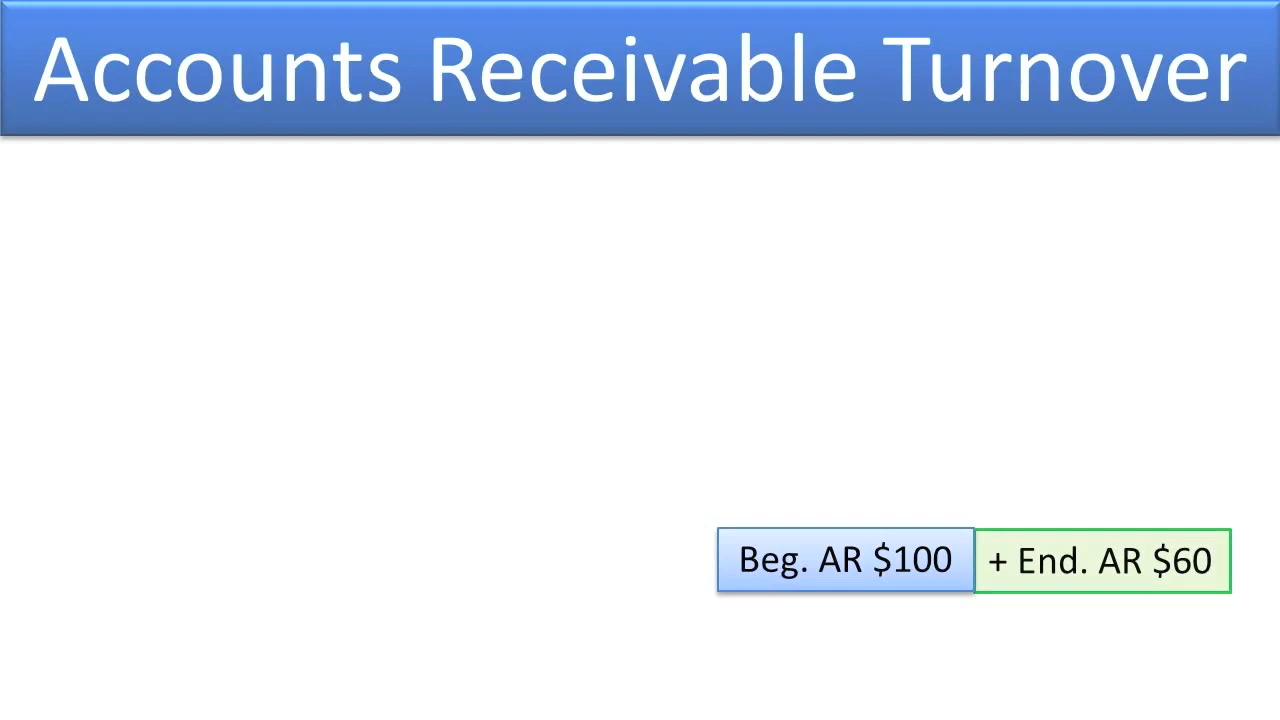 Accounts Receivable Turnover
Beg. AR $100 + End. AR $60